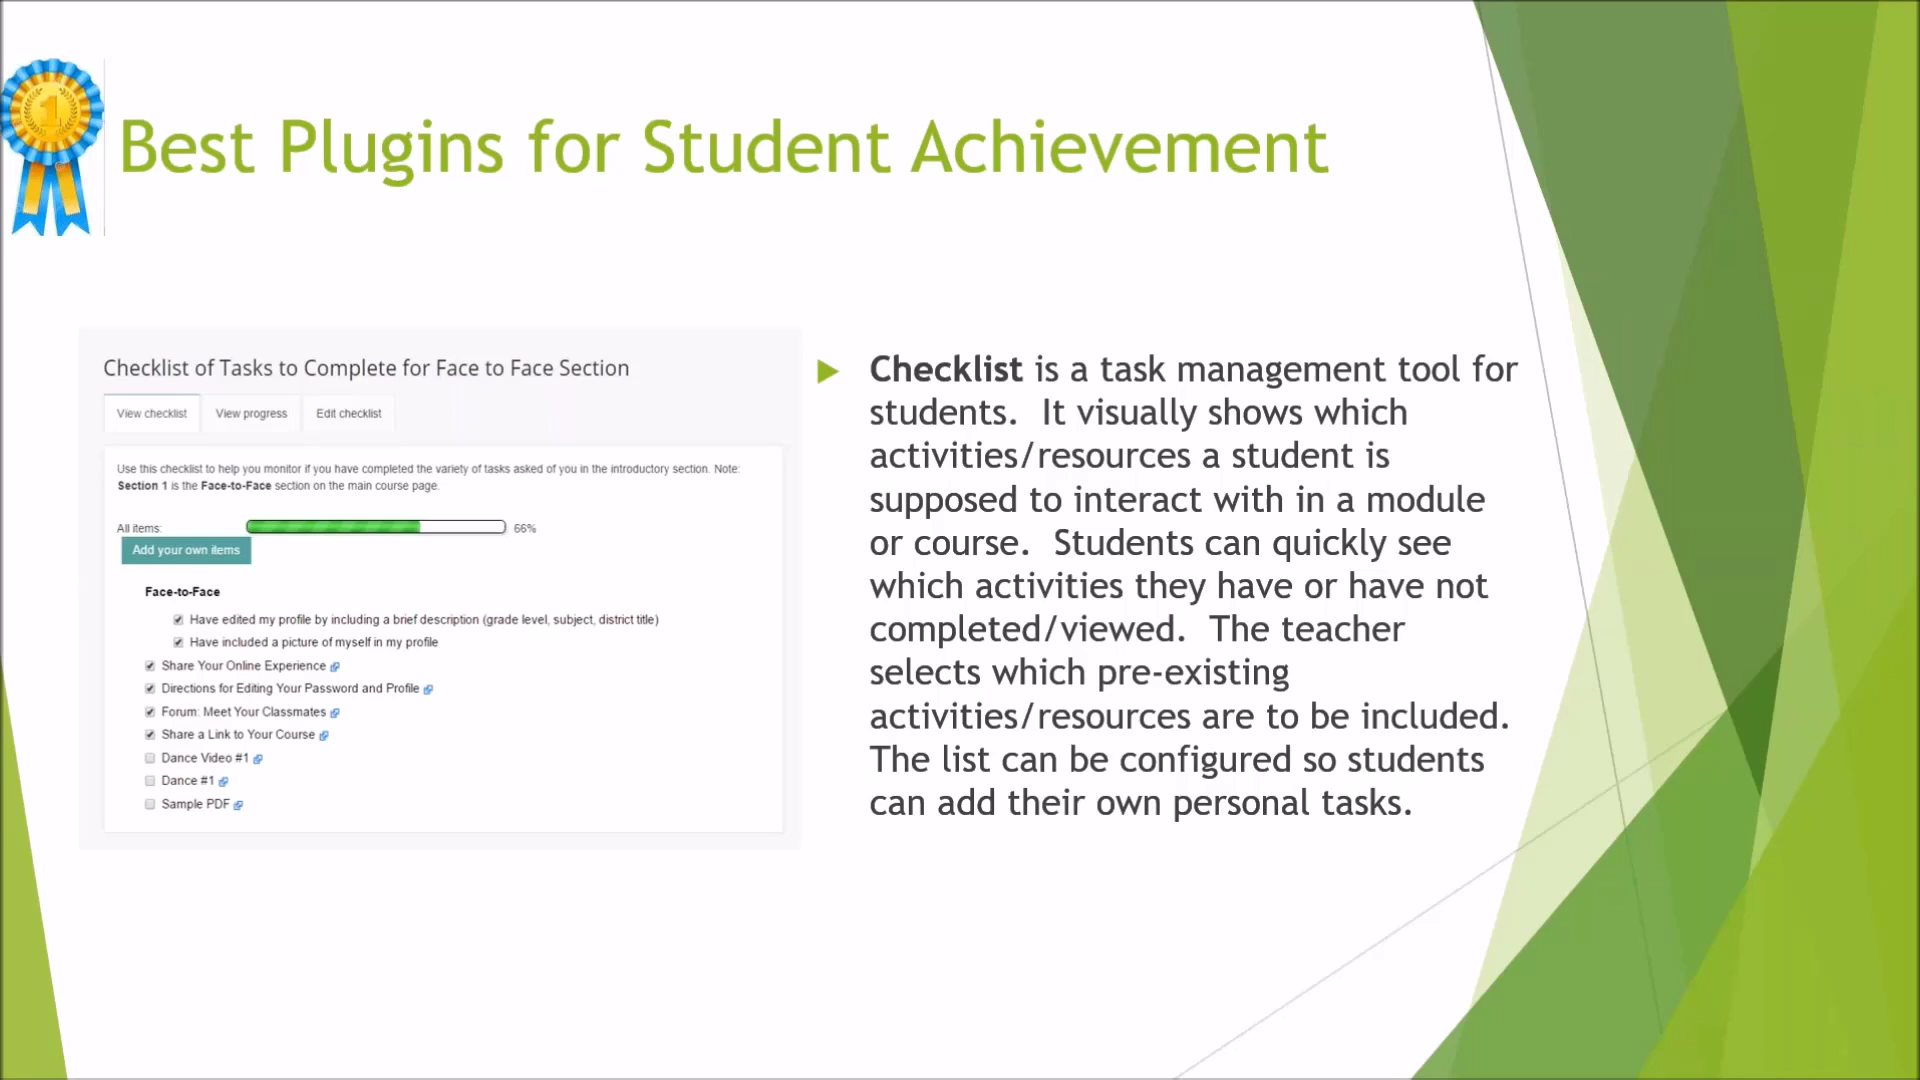 1
Best Plugins for Student Achievement
Checklist of Tasks to Complete for Face to Face Section
View checklist View progress Edit checklist
Use this checklist to help you monitor if you have completed the variety of tasks asked of you in the introductory section. Note:
Section 1 is the Face-to-Face section on the main course page.
All items: 66%
Add your own items
Face-to-Face
Have edited my profile by including a brief description (grade level, subject, district title)
Have included a picture of myself in my profile
Share Your Online Experience
Directions for Editing Your Password and Profile
Forum: Meet Your Classmates
Share a Link to Your Course
Dance Video #1
Dance #1
Sample PDF
Checklist is a task management tool for
students. It visually shows which
activities/resources a student is
supposed to interact with in a module
or course. Students can quickly see
which activities they have or have not
completed/viewed. The teacher
selects which pre-existing
activities/resources are to be included.
The list can be configured so students
can add their own personal tasks.